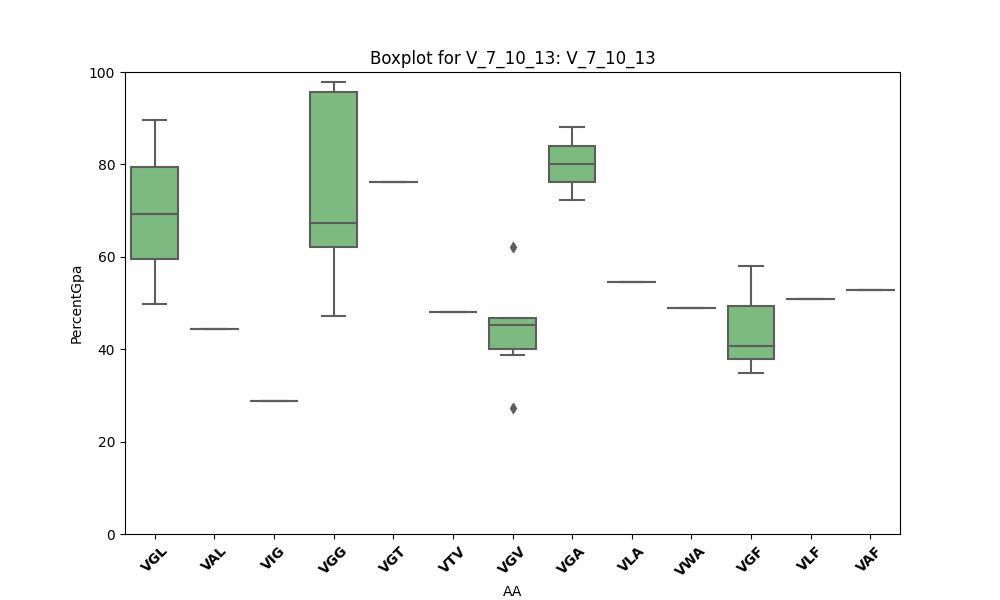 Boxplot for V_7_10_13: V_7_10_13
100
80
60
40
20
0
PercentGpa
VGL VAL VIG VGG VGT VTV VGV VGA VLA VWA VGF VLF VAF
AA